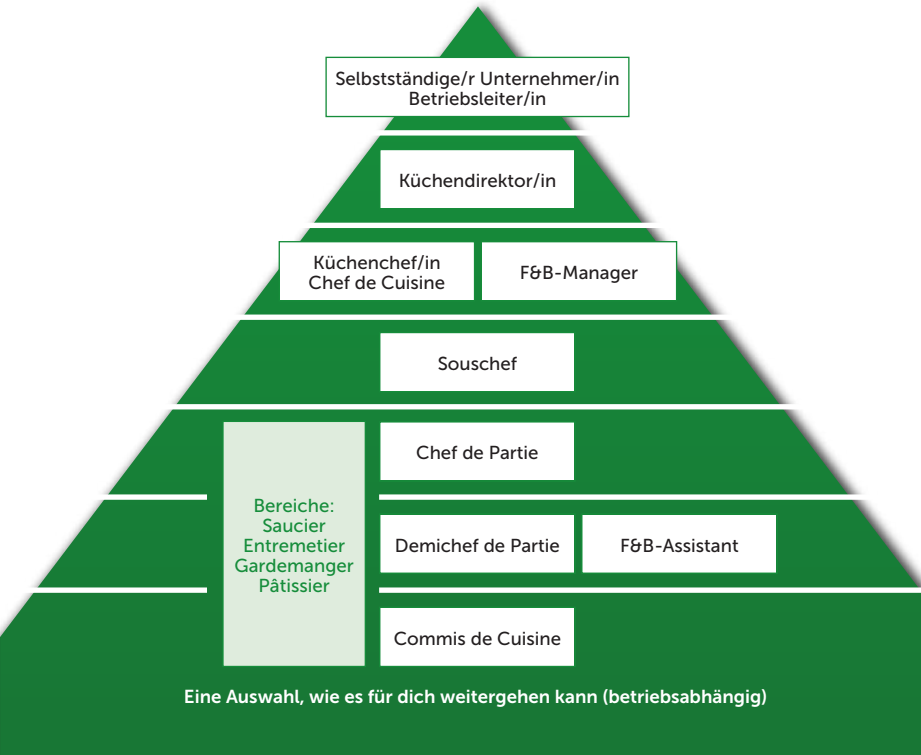 Selbstständige/r Unternehmer/in
Betriebsleiter/in
Küchendirektor/in
Küchenchef/in
Chef de Cuisine
F&B-Manager
Souschef
Chef de Partie
Bereiche:
Saucier
Entremetier
Gardemanger
Pâtissier
Demichef de Partie
F&B-Assistant
Commis de Cuisine
Eine Auswahl, wie es für dich weitergehen kann (betriebsabhängig)